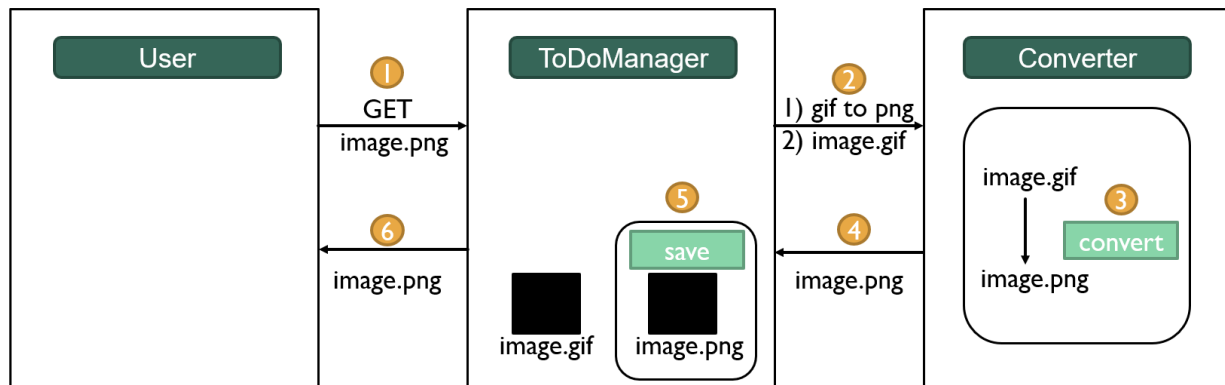 User
ToDoManager
Converter
1
GET
image.png
2
1) gif to png
2) image.gif
image.gif
3
convert
image.png
4
image.png
5
save
image.gif
image.png
6
image.png